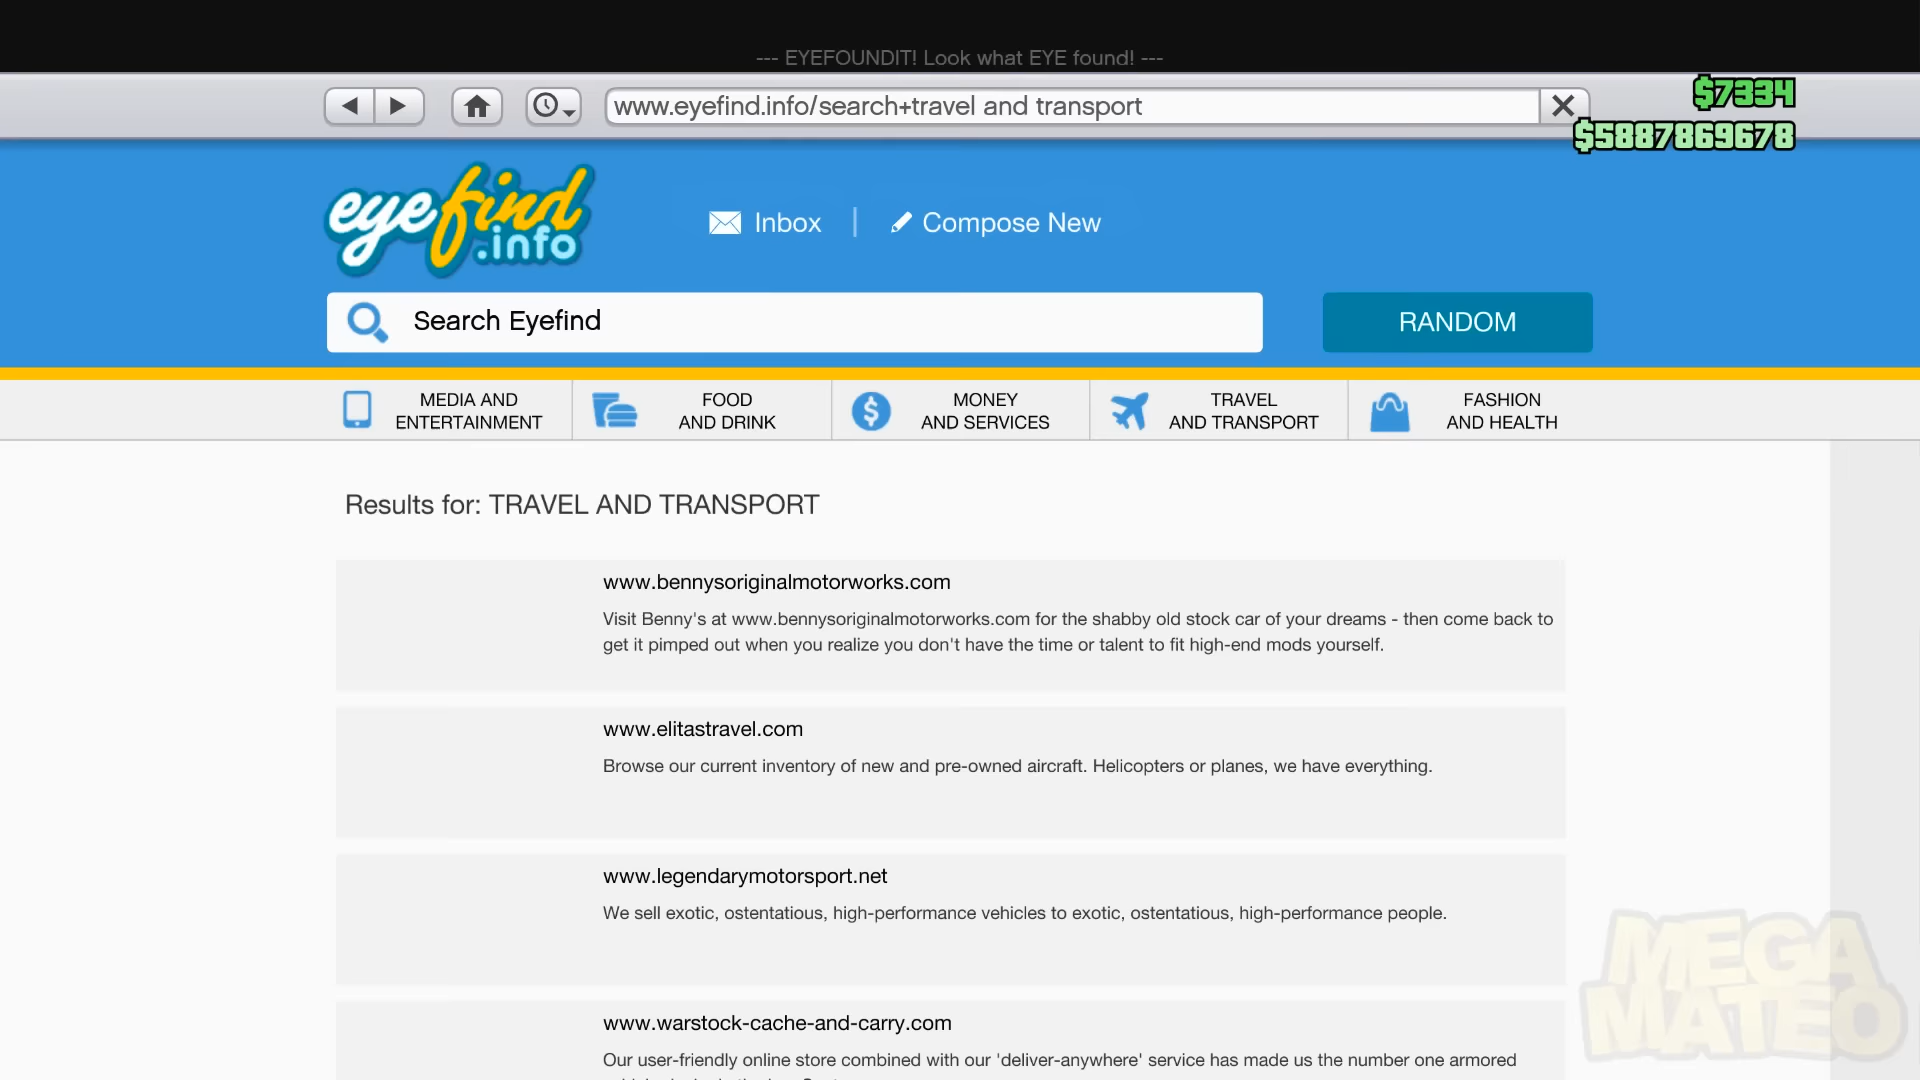 --- EYEFOUNDIT! Look what EYE found! ---
www.eyefind.info/search+travel and transport
$7334
$5887869678
eyefind
.info
Inbox
Compose New
Search Eyefind
RANDOM
MEDIA AND
ENTERTAINMENT
FOOD
AND DRINK
MONEY
AND SERVICES
TRAVEL
AND TRANSPORT
FASHION
AND HEALTH
Results for: TRAVEL AND TRANSPORT
www.bennysoriginalmotorworks.com
Visit Benny's at www.bennysoriginalmotorworks.com for the shabby old stock car of your dreams - then come back to
get it pimped out when you realize you don't have the time or talent to fit high-end mods yourself.
www.elitastravel.com
Browse our current inventory of new and pre-owned aircraft. Helicopters or planes, we have everything.
www.legendarymotorsport.net
We sell exotic, ostentatious, high-performance vehicles to exotic, ostentatious, high-performance people.
www.warstock-cache-and-carry.com
Our user-friendly online store combined with our 'deliver-anywhere' service has made us the number one armored
MEGA
MATEO